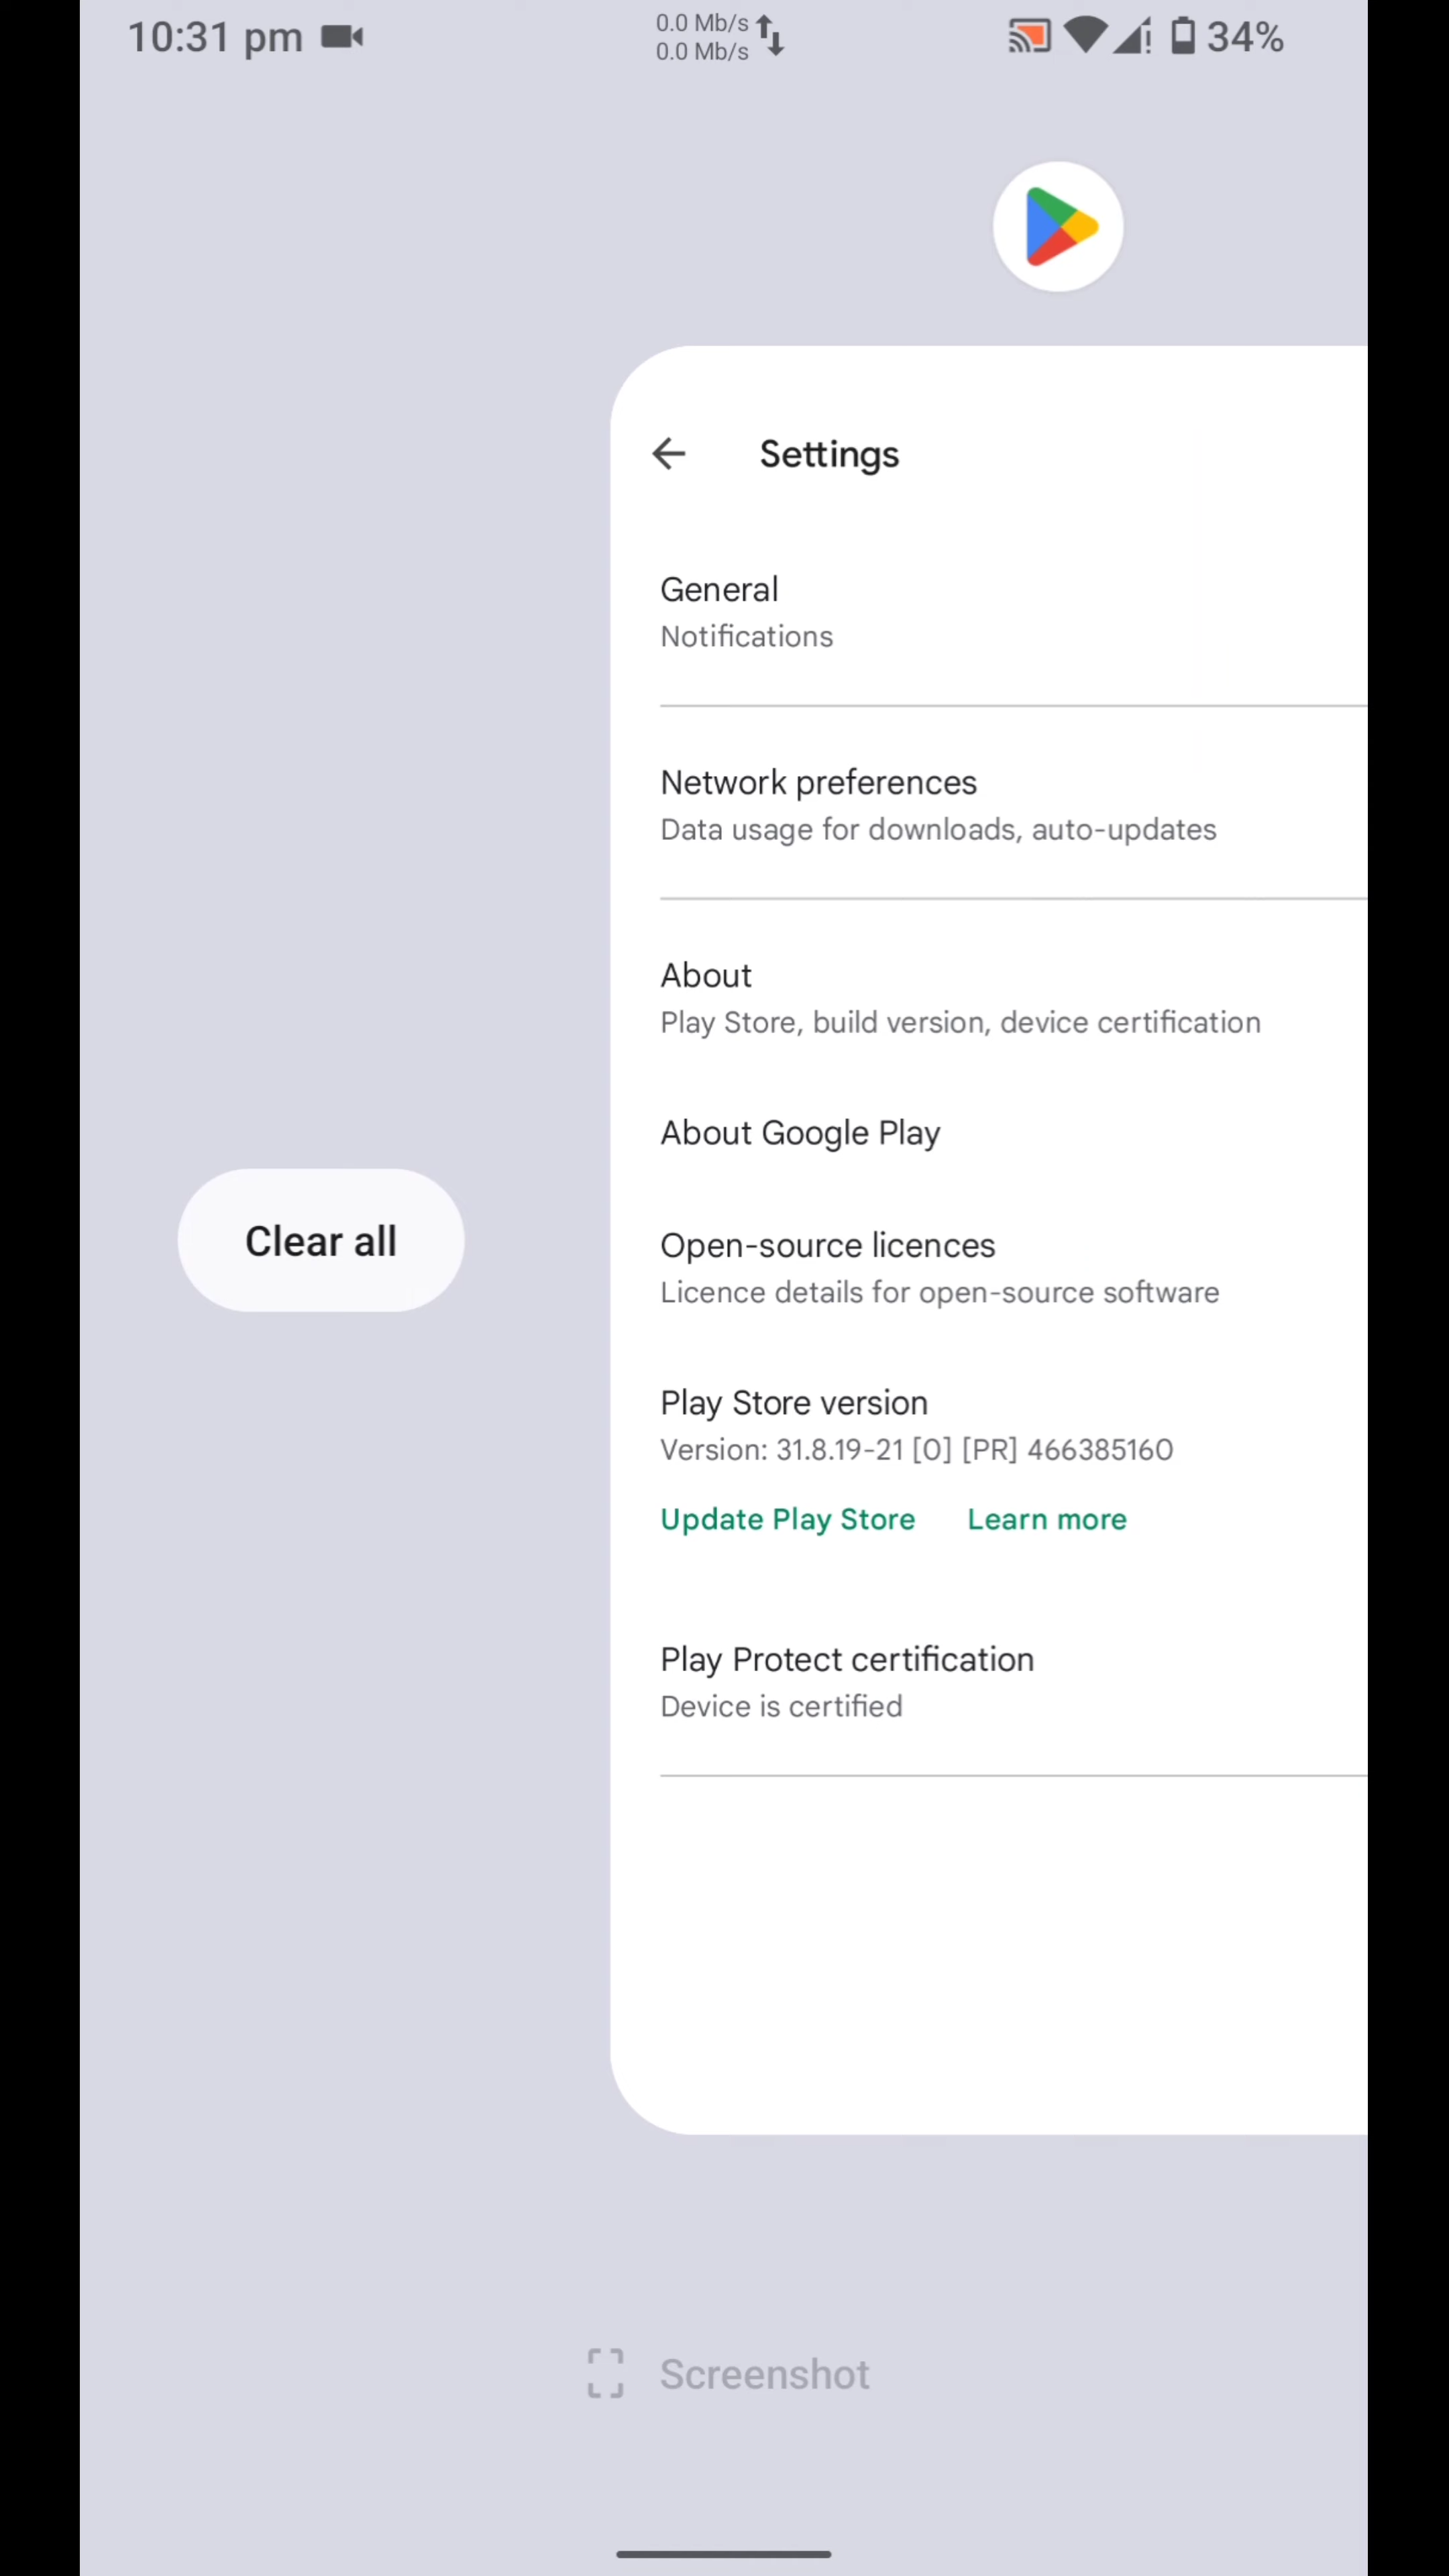 10:31 pm
0.0 Mb/s
0.0 Mb/s
34%
Settings
General
Notifications
Network preferences
Data usage for downloads, auto-updates
About
Play Store, build version, device certification
About Google Play
Clear all
Open-source licences
Licence details for open-source software
Play Store version
Version: 31.8.19-21 [0] [PR] 466385160
Update Play Store Learn more
Play Protect certification
Device is certified
Screenshot